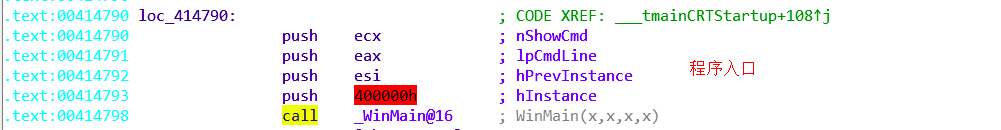 .text:00414790 loc_414790: ; CODE XREF: ___tmainCRTStartup+108↑j
.text:00414790 push ecx ; nShowCmd
.text:00414791 push eax ; lpCmdLine
.text:00414792 push esi ; hPrevInstance 程序入口
.text:00414793 push 400000h ; hInstance
.text:00414798 call _WinMain@16 ; WinMain(x,x,x,x)